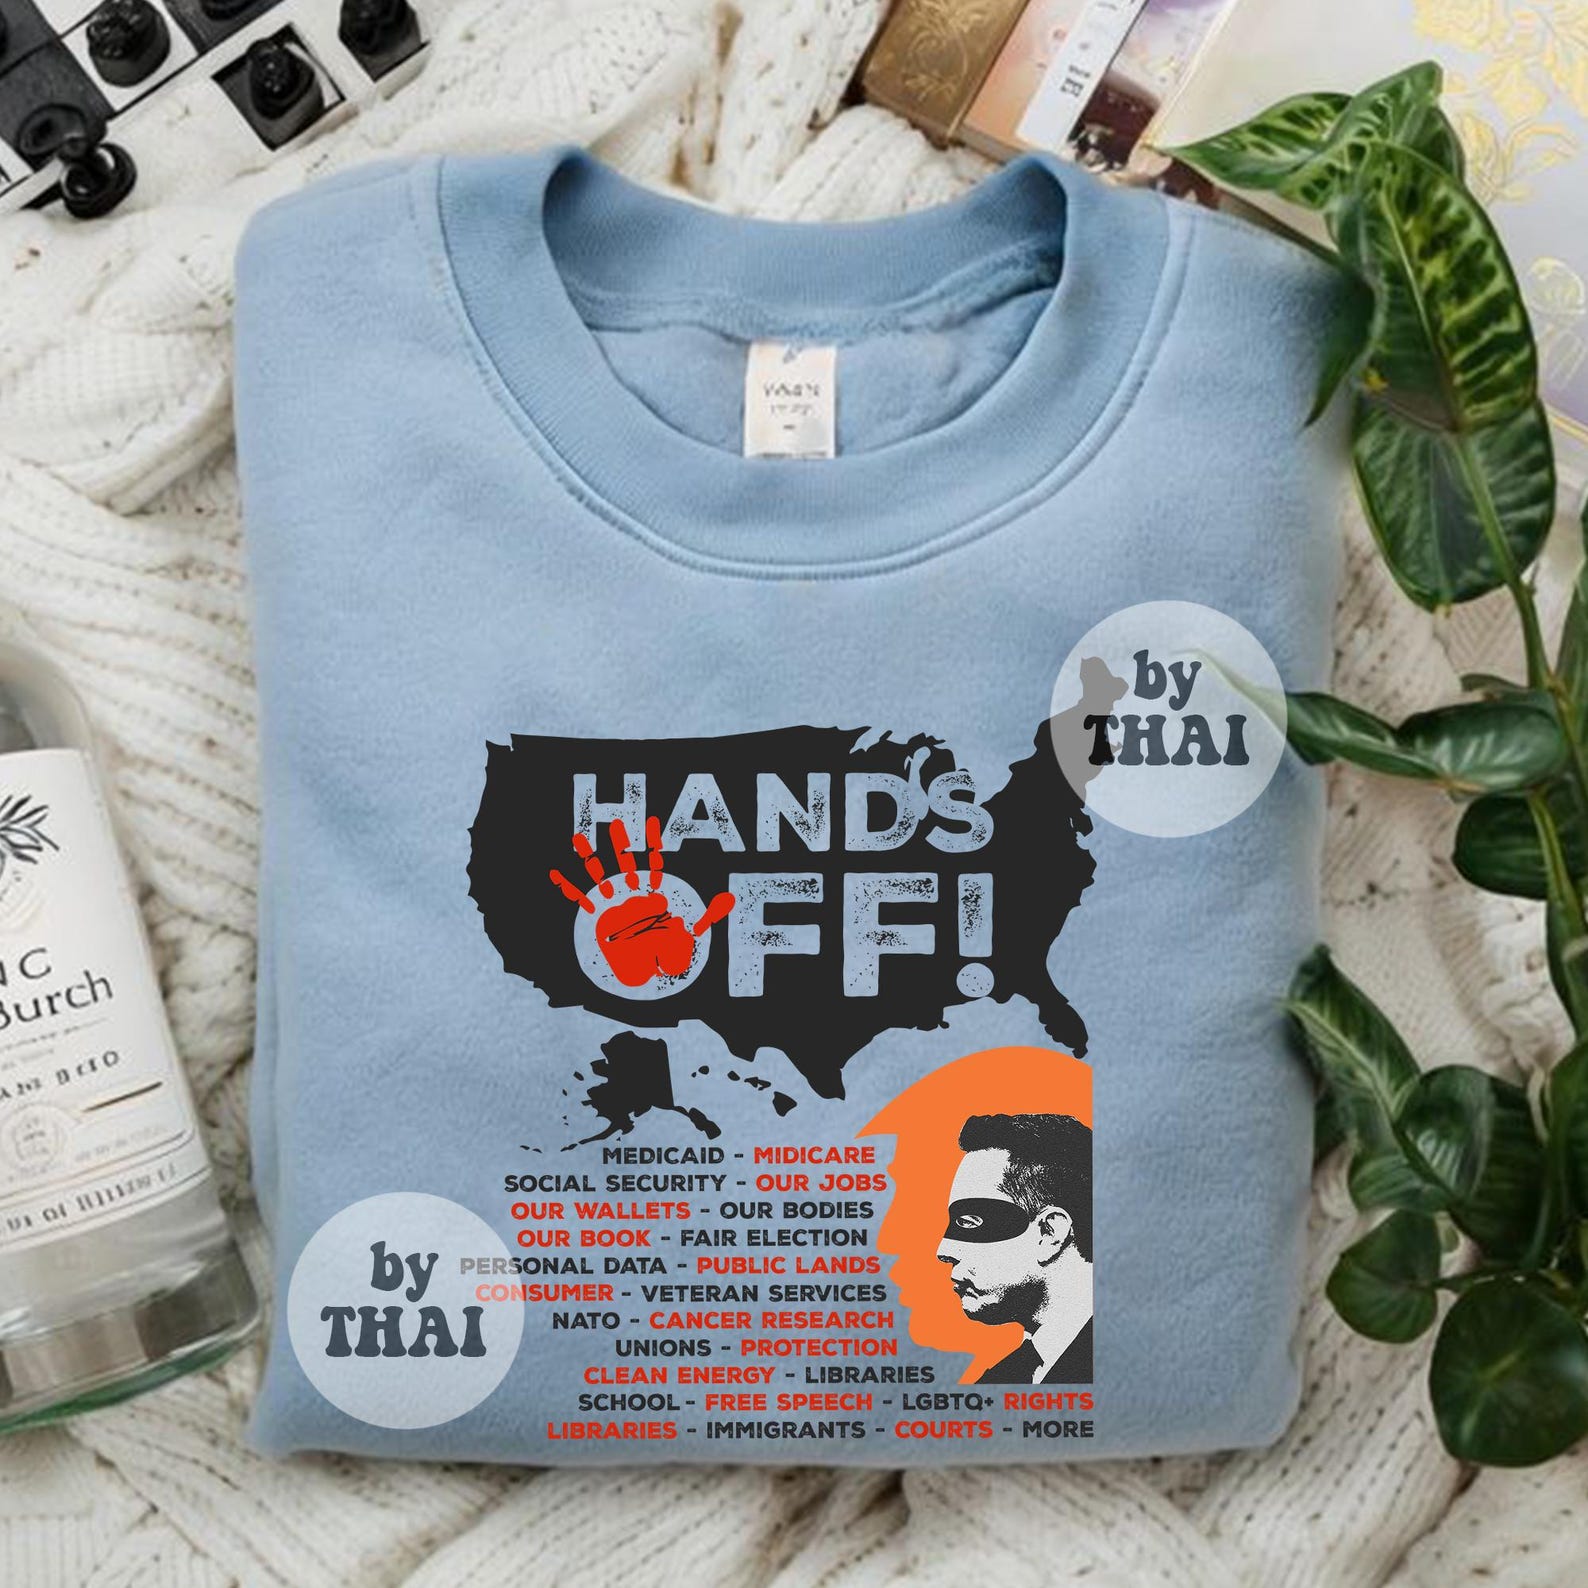 by
THAI
HANDS
OFF!
MEDICAID - MIDICARE
SOCIAL SECURITY - OUR JOBS
OUR WALLETS - OUR BODIES
OUR BOOK - FAIR ELECTION
PERSONAL DATA - PUBLIC LANDS
CONSUMER - VETERAN SERVICES
NATO - CANCER RESEARCH
UNIONS - PROTECTION
CLEAN ENERGY - LIBRARIES
SCHOOL - FREE SPEECH - LGBTQ+ RIGHTS
LIBRARIES - IMMIGRANTS - COURTS - MORE
by
THAI